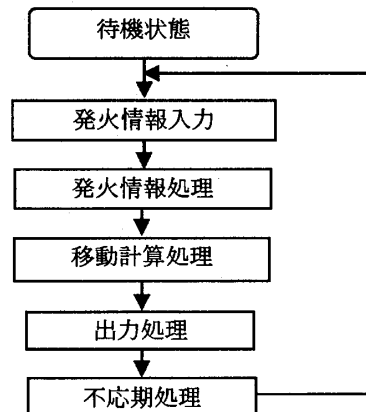 待機状態
発火情報入力
発火情報処理
移動計算処理
出力処理
不応期処理